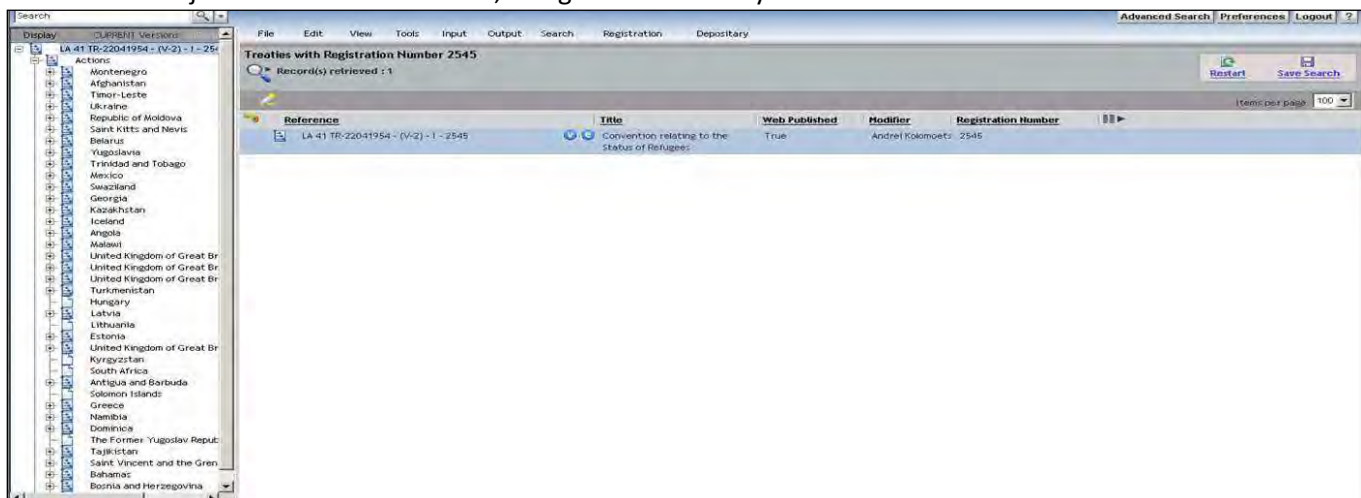 Search
Advanced Search Preferences Logout ?
Display CURRENT Versions
File Edit View Tools Input Output Search Registration Depositary
LA 41 TR-22041954 - (V-2) - I - 254
Actions
Montenegro
Afghanistan
Timor-Leste
Ukraine
Republic of Moldova
Saint Kitts and Nevis
Belarus
Yugoslavia
Trinidad and Tobago
Mexico
Swaziland
Georgia
Kazakhstan
Iceland
Angola
Malawi
United Kingdom of Great Br
United Kingdom of Great Br
United Kingdom of Great Br
Turkmenistan
Hungary
Latvia
Lithuania
Estonia
United Kingdom of Great Br
Kyrgyzstan
South Africa
Antigua and Barbuda
Solomon Islands
Greece
Namibia
Dominica
The Former Yugoslav Repub
Tajikistan
Saint Vincent and the Gren
Bahamas
Bosnia and Herzegovina
Treaties with Registration Number 2545
Record(s) retrieved : 1
Restart Save Search
Items per page 100
Reference Title Web Published Modifier Registration Number
LA 41 TR-22041954 - (V-2) - I - 2545 Convention relating to the True Andrei Kolomoets 2545
Status of Refugees